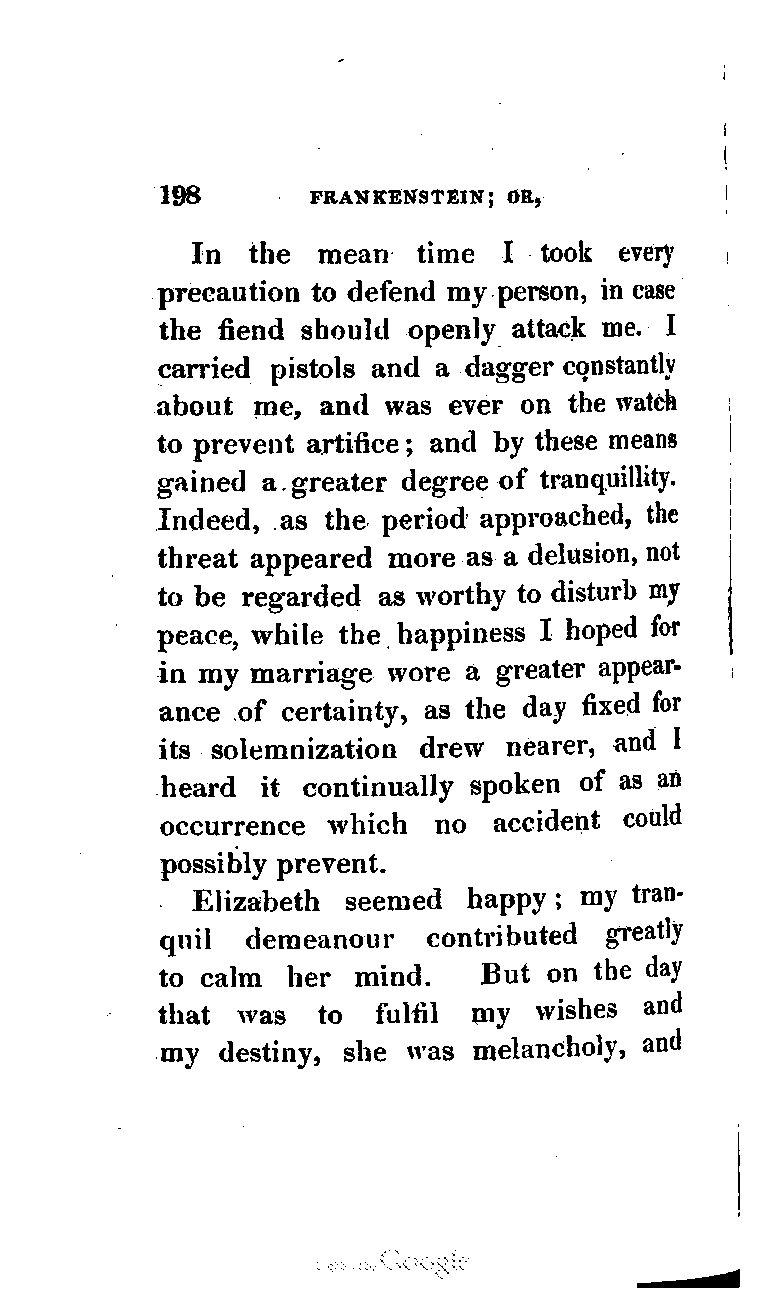 198 FRANKENSTEIN; OR,
In the mean time I took every
precaution to defend my person, in case
the fiend should openly attack me. I
carried pistols and a dagger constantly
about me, and was ever on the watch
to prevent artifice; and by these means
gained a greater degree of tranquillity.
Indeed, as the period approached, the
threat appeared more as a delusion, not
to be regarded as worthy to disturb my
peace, while the happiness I hoped for
in my marriage wore a greater appear-
ance of certainty, as the day fixed for
its solemnization drew nearer, and I
heard it continually spoken of as an
occurrence which no accident could
possibly prevent.
Elizabeth seemed happy; my tran-
quil demeanour contributed greatly
to calm her mind. But on the day
that was to fulfil my wishes and
my destiny, she was melancholy, and
Google